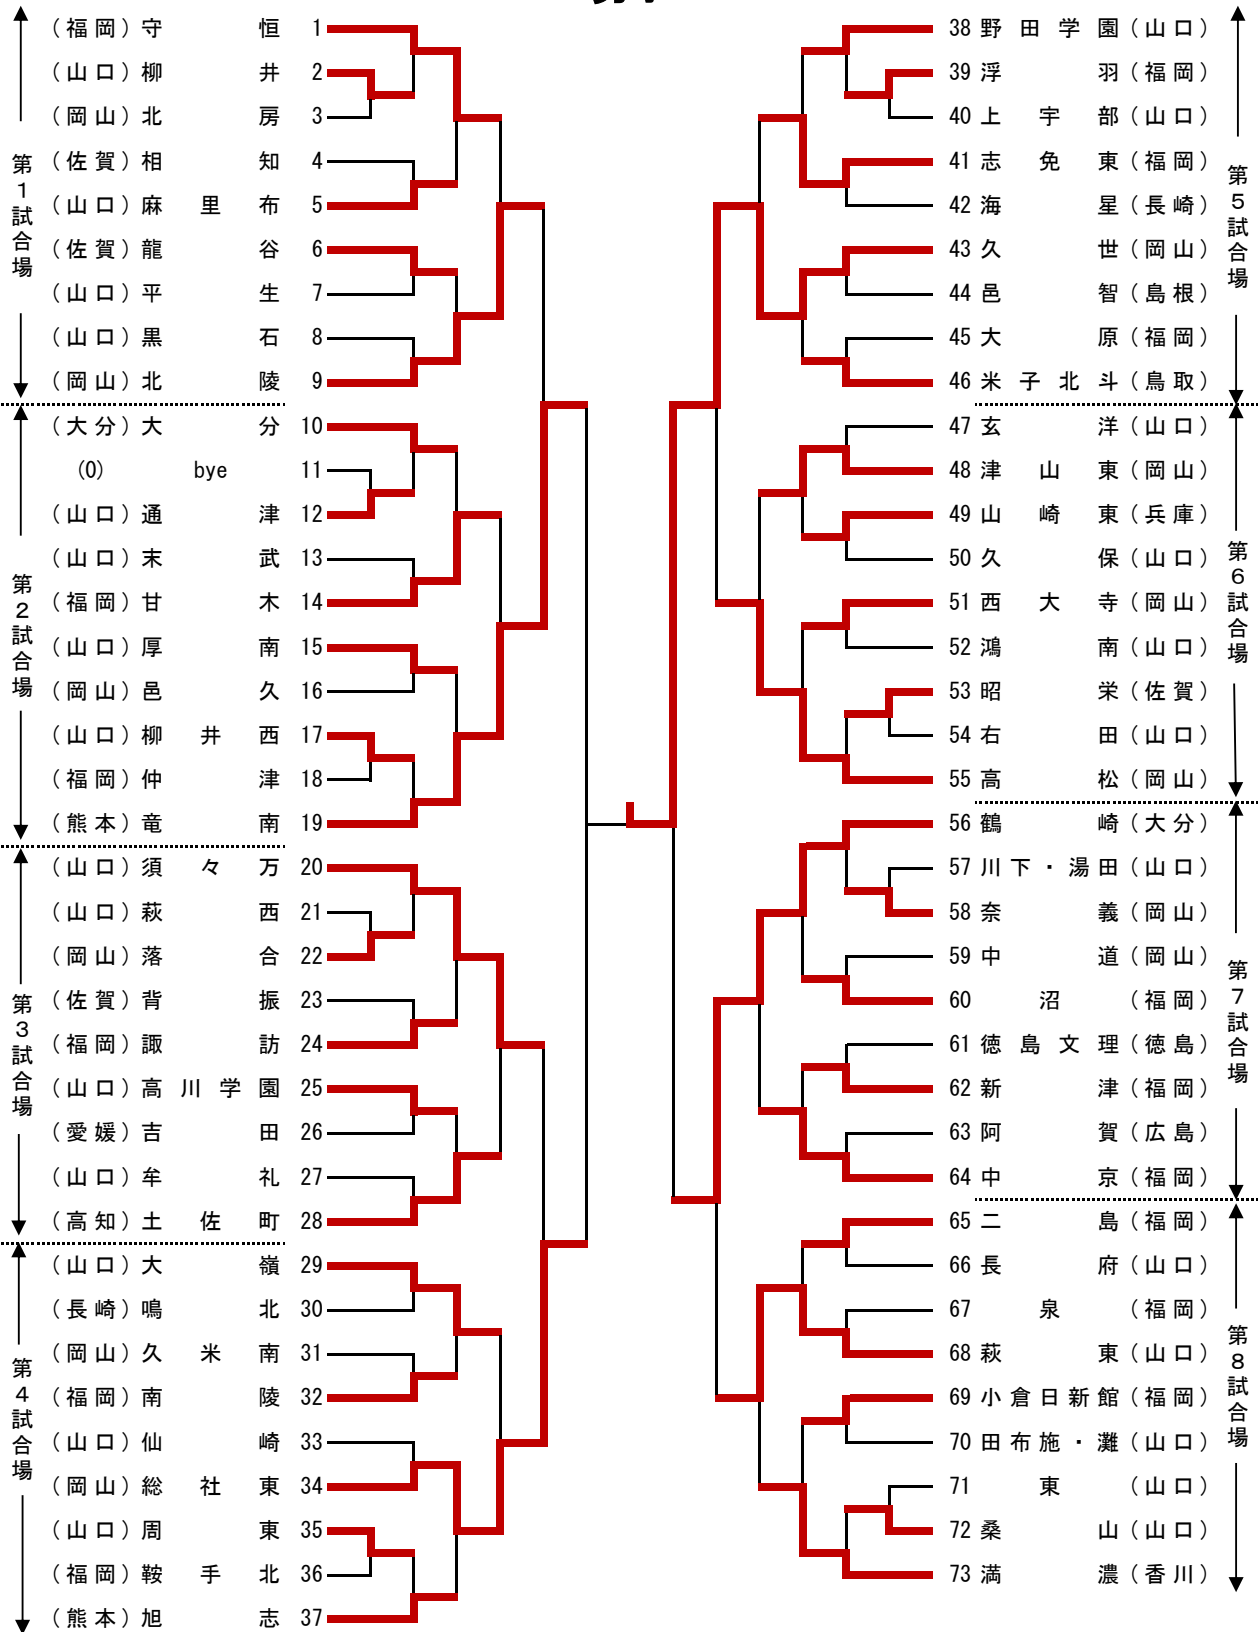 第1試合場
(福岡) 守恒 1
(山口) 柳井 2
(岡山) 北房 3
(佐賀) 相知 4
(山口) 麻里布 5
(佐賀) 龍谷 6
(山口) 平生 7
(山口) 黒石 8
(岡山) 北陵 9
第2試合場
(大分) 大分 10
(0) bye 11
(山口) 通津 12
(山口) 末武 13
(福岡) 甘木 14
(山口) 厚南 15
(岡山) 邑久 16
(山口) 柳井西 17
(福岡) 仲津 18
(熊本) 竜南 19
第3試合場
(山口) 須々万 20
(山口) 萩西 21
(岡山) 落合 22
(佐賀) 背振 23
(福岡) 諏訪 24
(山口) 高川学園 25
(愛媛) 吉田 26
(山口) 牟礼 27
(高知) 土佐町 28
第4試合場
(山口) 大嶺 29
(長崎) 鳴北 30
(岡山) 久米南 31
(福岡) 南陵 32
(山口) 仙崎 33
(岡山) 総社東 34
(山口) 周東 35
(福岡) 鞍手北 36
(熊本) 旭志 37
第5試合場
38 野田学園 (山口)
39 浮羽 (福岡)
40 上宇部 (山口)
41 志免東 (福岡)
42 海星 (長崎)
43 久世 (岡山)
44 邑智 (島根)
45 大原 (福岡)
46 米子北斗 (鳥取)
第6試合場
47 玄洋 (山口)
48 津山東 (岡山)
49 山崎東 (兵庫)
50 久保 (山口)
51 西大寺 (岡山)
52 鴻南 (山口)
53 昭栄 (佐賀)
54 右田 (山口)
55 高松 (岡山)
第7試合場
56 鶴崎 (大分)
57 川下・湯田 (山口)
58 奈義 (岡山)
59 中道 (岡山)
60 沼 (福岡)
61 徳島文理 (徳島)
62 新津 (福岡)
63 阿賀 (広島)
64 中京 (福岡)
第8試合場
65 二島 (福岡)
66 長府 (山口)
67 泉 (福岡)
68 萩東 (山口)
69 小倉日新館 (福岡)
70 田布施・灘 (山口)
71 東 (山口)
72 桑山 (山口)
73 満濃 (香川)